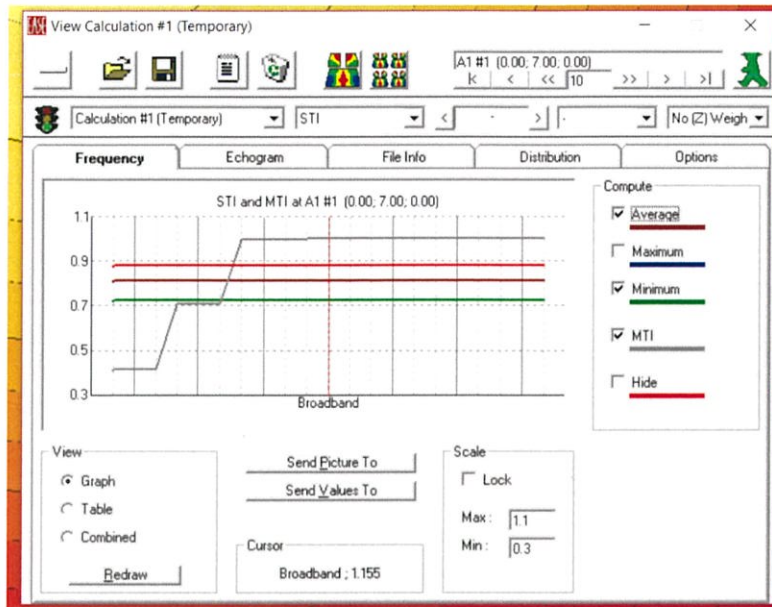 EASE View Calculation #1 (Temporary)
A1 #1 (0.00; 7.00; 0.00)
k < << 10 >> > >|
Calculation #1 (Temporary) STI < - > - No (Z) Weigh
Frequency Echogram File Info Distribution Options
STI and MTI at A1 #1 (0.00; 7.00; 0.00)
1.1
0.9
0.7
0.5
0.3
Broadband
Compute
Average
Maximum
Minimum
MTI
Hide
View
Graph
Table
Combined
Redraw
Send Picture To
Send Values To
Cursor
Broadband ; 1.155
Scale
Lock
Max : 1.1
Min : 0.3